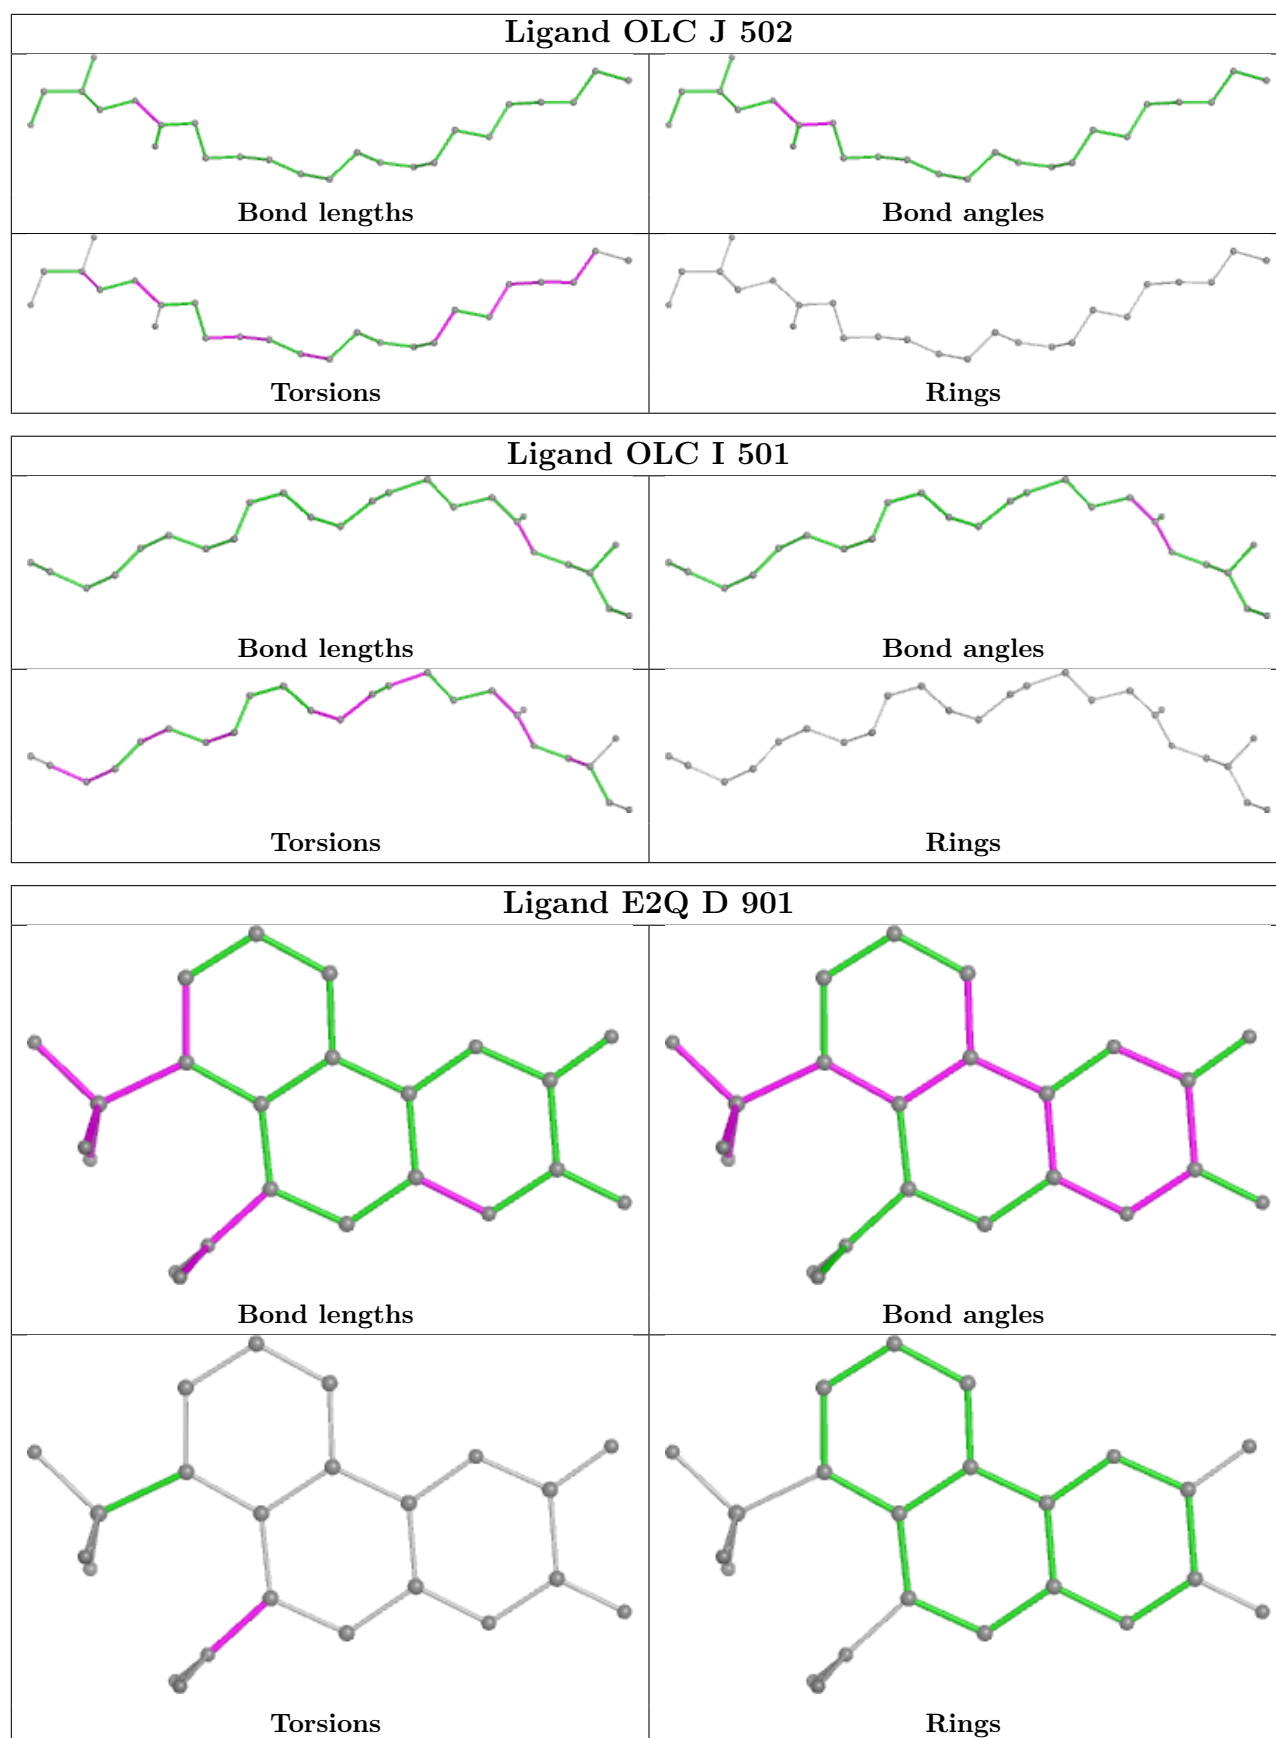 Ligand OLC J 502
Bond lengths
Bond angles
Torsions
Rings
Ligand OLC I 501
Bond lengths
Bond angles
Torsions
Rings
Ligand E2Q D 901
Bond lengths
Bond angles
Torsions
Rings